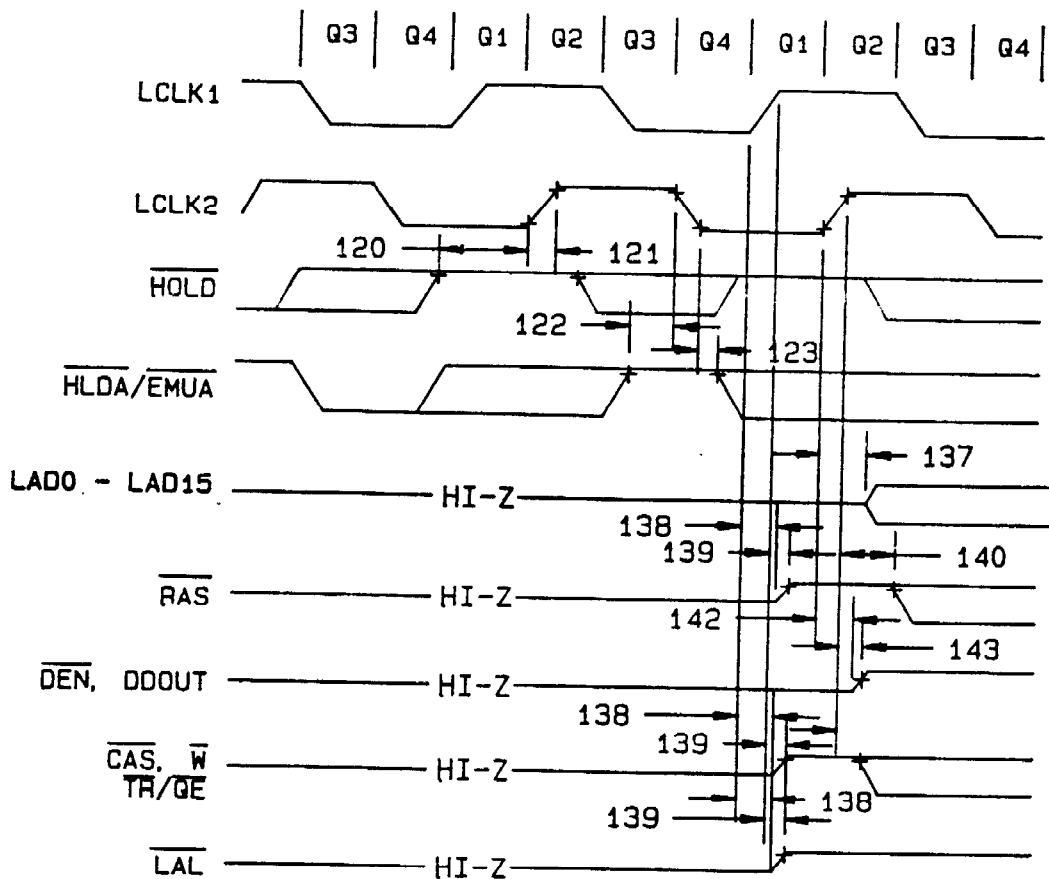 Q3 Q4 Q1 Q2 Q3 Q4 Q1 Q2 Q3 Q4
LCLK1
LCLK2
120 121
HOLD
122
123
HLDA/EMUA
137
LAD0 - LAD15 HI-Z
138
139 140
RAS HI-Z
142
143
DEN, DDOUT HI-Z
138
139
CAS, W HI-Z
TR/QE
138
139
LAL HI-Z